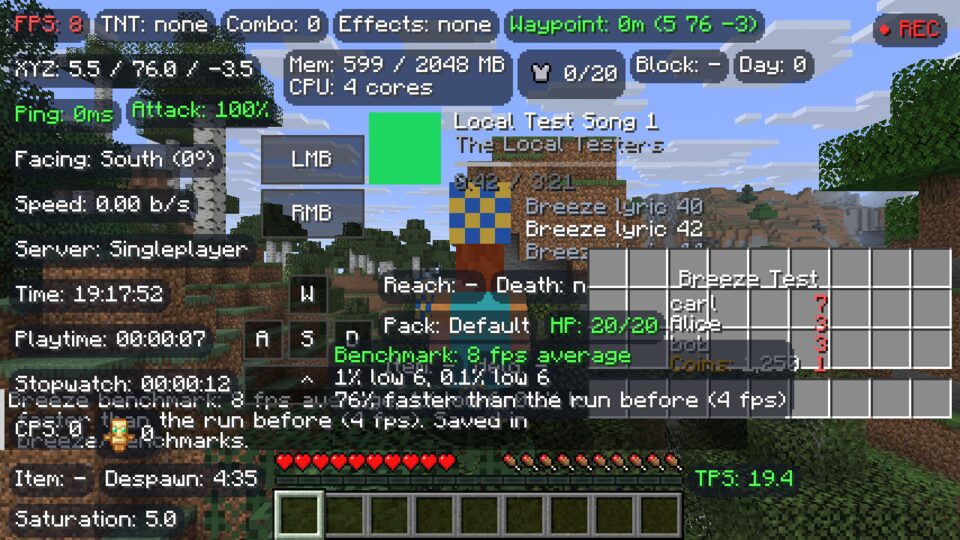 FPS: 8 TNT: none Combo: 0 Effects: none Waypoint: 0m (5 76 -3) REC
XYZ: 5.5 / 76.0 / -3.5
Mem: 599 / 2048 MB
CPU: 4 cores
0/20
Block: - Day: 0
Ping: 0ms Attack: 100%
Local Test Song 1
The Local Testers
0:42 / 3:21
Facing: South (0°)
LMB
Speed: 0.00 b/s
RMB
Breeze lyric 40
Breeze lyric 42
Breeze
Server: Singleplayer
Time: 19:17:52
W
Reach: - Death: n
Breeze Test
carl 7
Alice 3
bob 3
Coins: 1,250 1
Playtime: 00:00:07
A S D
Pack: Default HP: 20/20
Benchmark: 8 fps average
1% low 6, 0.1% low 6
76% faster than the run before (4 fps)
Stopwatch: 00:00:12
^
Breeze benchmark: 8 fps
faster than the run before (4 fps). Saved in
breeze/benchmarks.
CPS: 0
0
Item: - Despawn: 4:35
TPS: 19.4
Saturation: 5.0